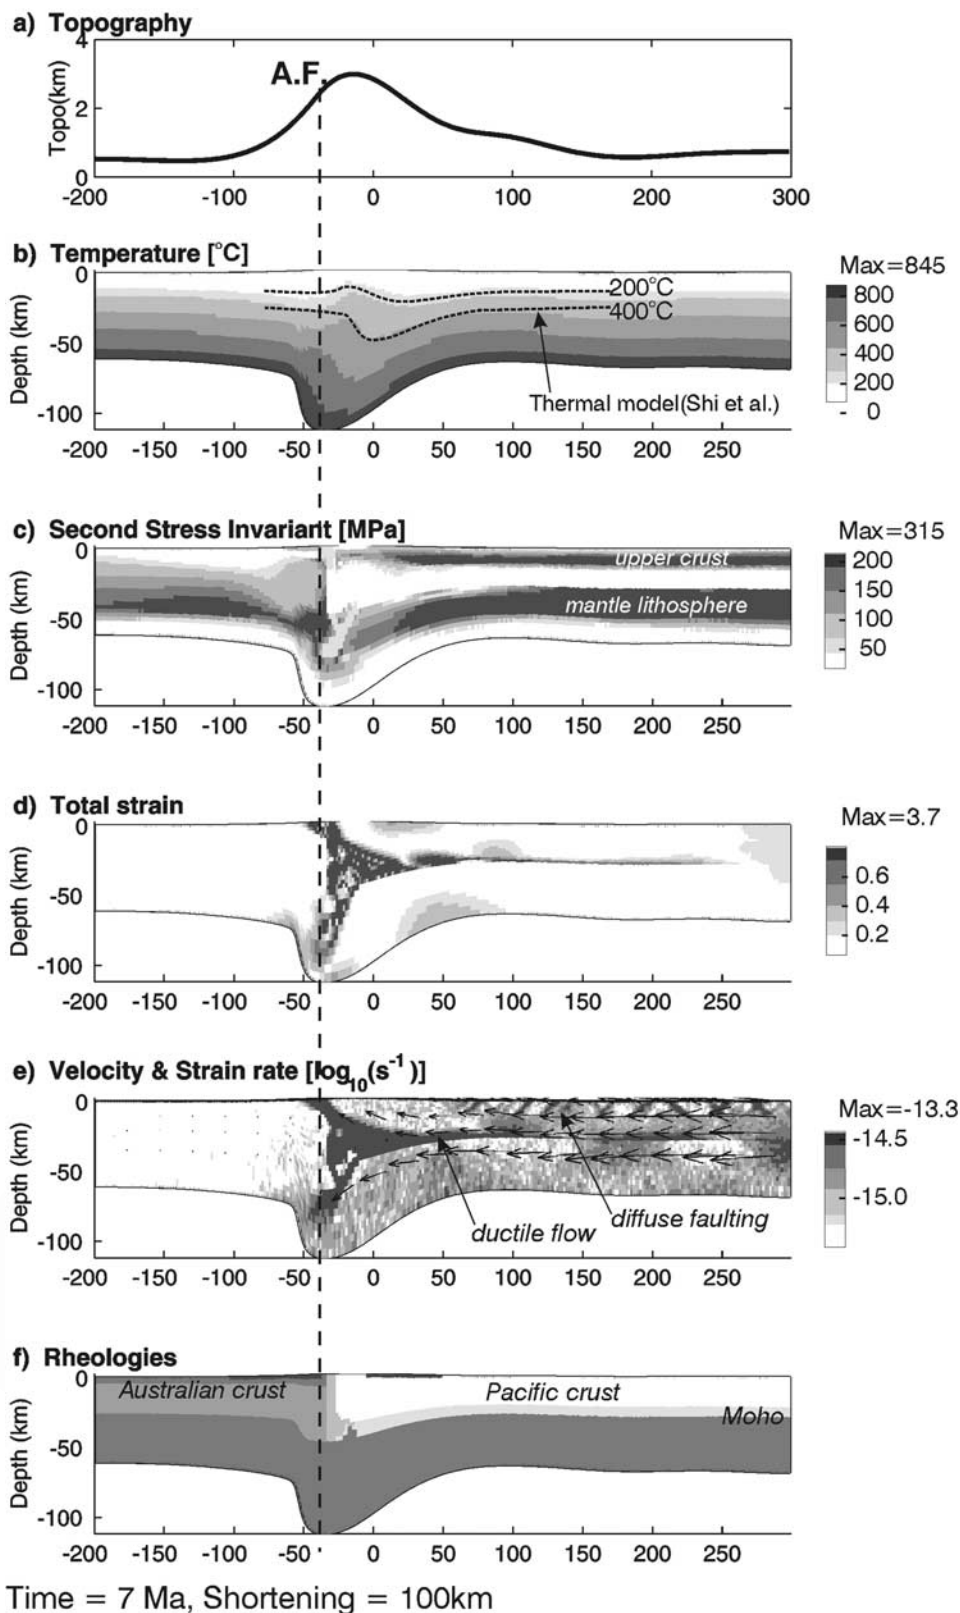 a) Topography
A.F.
Topo(km)
4
2
0
-200 -100 0 100 200 300
b) Temperature [°C]
Max=845
Depth (km)
0
-50
-100
200°C
400°C
Thermal model(Shi et al.)
800
600
400
200
0
-200 -150 -100 -50 0 50 100 150 200 250
c) Second Stress Invariant [MPa]
Max=315
Depth (km)
0
-50
-100
upper crust
mantle lithosphere
200
150
100
50
-200 -150 -100 -50 0 50 100 150 200 250
d) Total strain
Max=3.7
Depth (km)
0
-50
-100
0.6
0.4
0.2
-200 -150 -100 -50 0 50 100 150 200 250
e) Velocity & Strain rate [log10(s-1)]
Max=-13.3
Depth (km)
0
-50
-100
ductile flow
diffuse faulting
-14.5
-15.0
-200 -150 -100 -50 0 50 100 150 200 250
f) Rheologies
Depth (km)
0
-50
-100
Australian crust
Pacific crust
Moho
-200 -150 -100 -50 0 50 100 150 200 250
Time = 7 Ma, Shortening = 100km